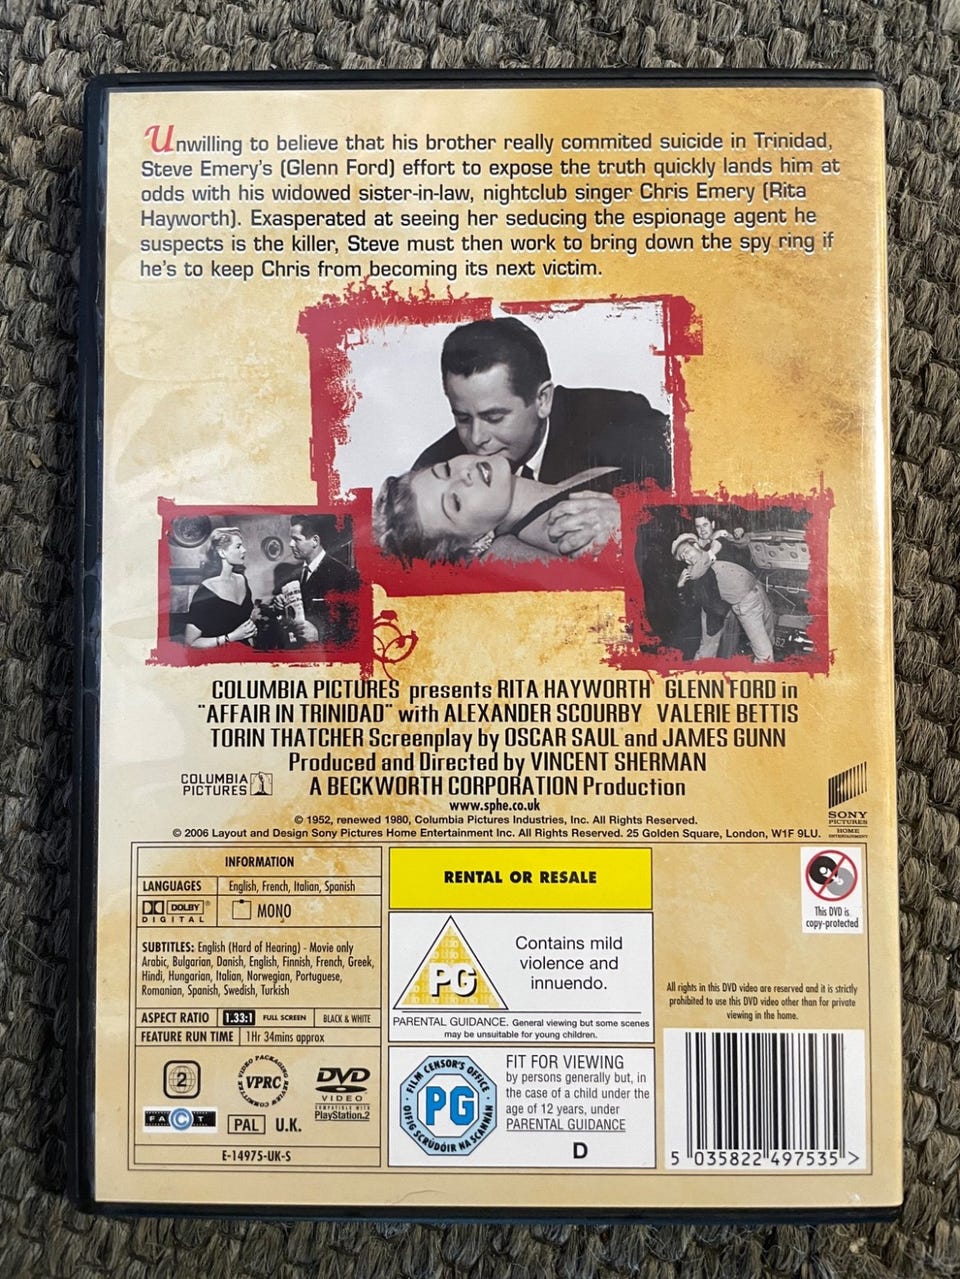 Unwilling to believe that his brother really commited suicide in Trinidad,
Steve Emery's (Glenn Ford) effort to expose the truth quickly lands him at
odds with his widowed sister-in-law, nightclub singer Chris Emery (Rita
Hayworth). Exasperated at seeing her seducing the espionage agent he
suspects is the killer, Steve must then work to bring down the spy ring if
he's to keep Chris from becoming its next victim.
COLUMBIA PICTURES presents RITA HAYWORTH GLENN FORD in
"AFFAIR IN TRINIDAD" with ALEXANDER SCOURBY VALERIE BETTIS
TORIN THATCHER Screenplay by OSCAR SAUL and JAMES GUNN
Produced and Directed by VINCENT SHERMAN
A BECKWORTH CORPORATION Production
COLUMBIA
PICTURES
www.sphe.co.uk
SONY
PICTURES
HOME
ENTERTAINMENT
© 1952, renewed 1980, Columbia Pictures Industries, Inc. All Rights Reserved.
© 2006 Layout and Design Sony Pictures Home Entertainment Inc. All Rights Reserved. 25 Golden Square, London, W1F 9LU.
INFORMATION
LANGUAGES English, French, Italian, Spanish
DOLBY
DIGITAL
MONO
SUBTITLES: English (Hard of Hearing) - Movie only
Arabic, Bulgarian, Danish, English, Finnish, French, Greek,
Hindi, Hungarian, Italian, Norwegian, Portuguese,
Romanian, Spanish, Swedish, Turkish
ASPECT RATIO 1.33:1 FULL SCREEN BLACK & WHITE
FEATURE RUN TIME 1Hr 34mins approx
2
VIDEO PACKAGING REVIEW COMMITTEE
VPRC
DVD
VIDEO
COMPATIBLE WITH
PlayStation.2
FACT
PAL U.K.
E-14975-UK-S
RENTAL OR RESALE
PG
Contains mild
violence and
innuendo.
PARENTAL GUIDANCE. General viewing but some scenes
may be unsuitable for young children.
FILM CENSOR'S OFFICE
PG
OIFIG SCRÚDÓIR NA SCANNÁN
FIT FOR VIEWING
by persons generally but, in
the case of a child under the
age of 12 years, under
PARENTAL GUIDANCE
D
This DVD is
copy-protected
All rights in this DVD video are reserved and it is strictly
prohibited to use this DVD video other than for private
viewing in the home.
5 035822 497535 >